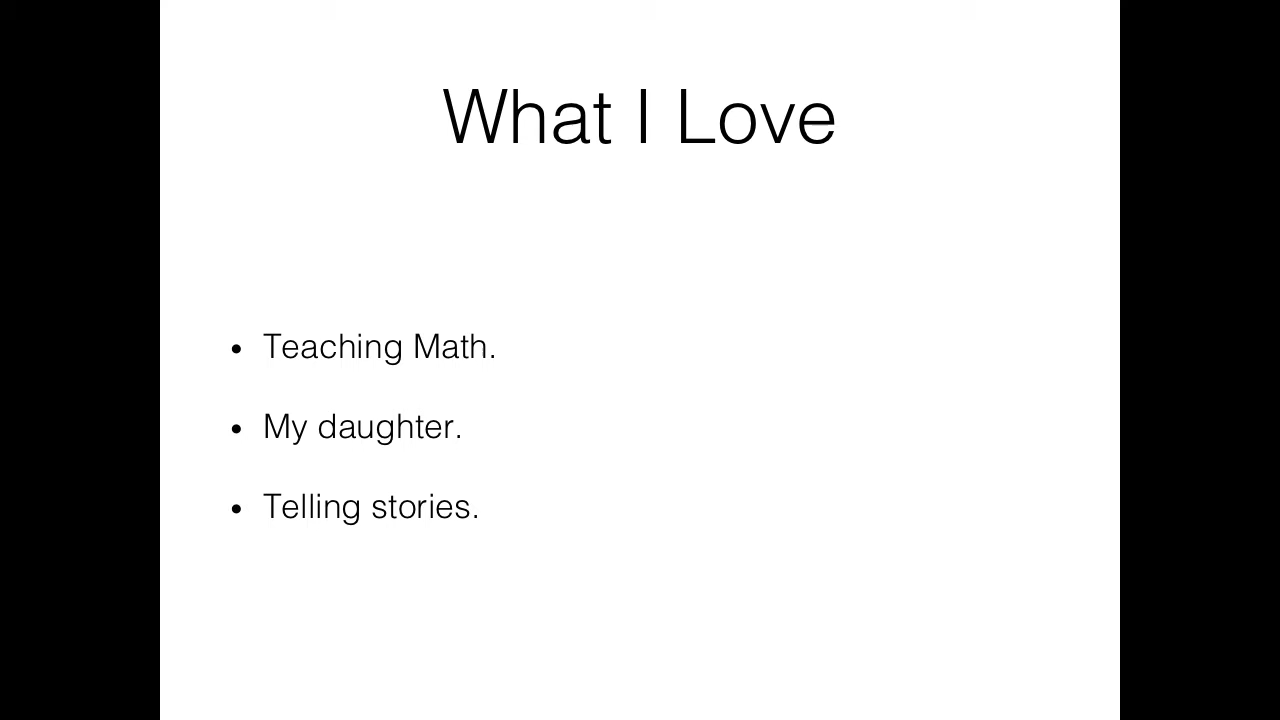 What I Love
• Teaching Math.
• My daughter.
• Telling stories.